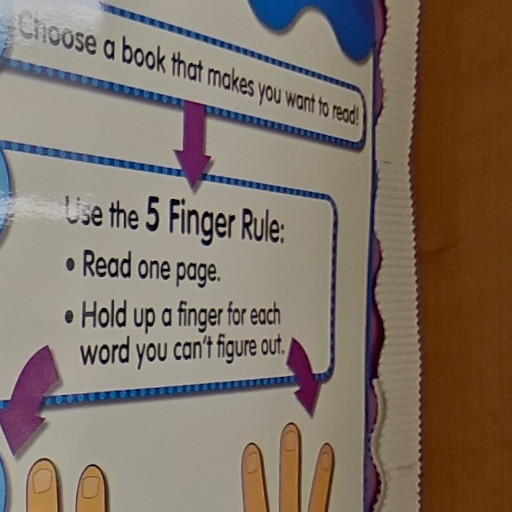 Choose a book that makes you want to read!
Use the 5 Finger Rule:
• Read one page.
• Hold up a finger for each
word you can't figure out.